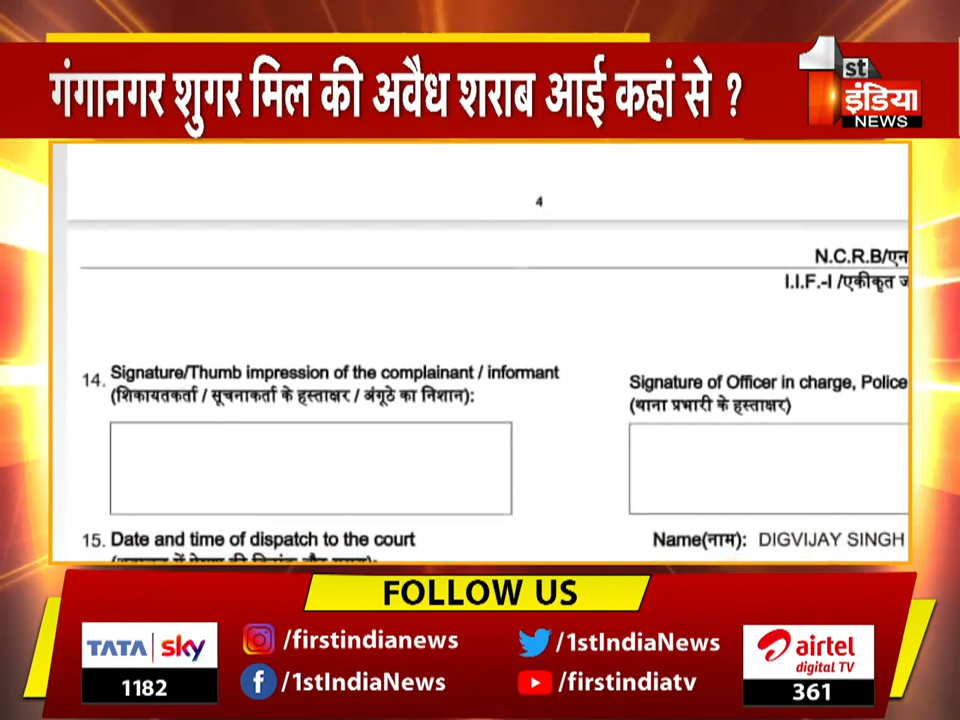 गंगानगर शुगर मिल की अवैध शराब आई कहां से ?
1st
इंडिया
NEWS
4
N.C.R.B/एन
I.I.F.-I /एकीकृत ज
14. Signature/Thumb impression of the complainant / informant
(शिकायतकर्ता / सूचनाकर्ता के हस्ताक्षर / अंगूठे का निशान):
Signature of Officer in charge, Police
(थाना प्रभारी के हस्ताक्षर)
15. Date and time of dispatch to the court
Name(नाम): DIGVIJAY SINGH
FOLLOW US
TATA sky
1182
/firstindianews
/1stIndiaNews
/1stIndiaNews
/firstindiatv
airtel
digital TV
361